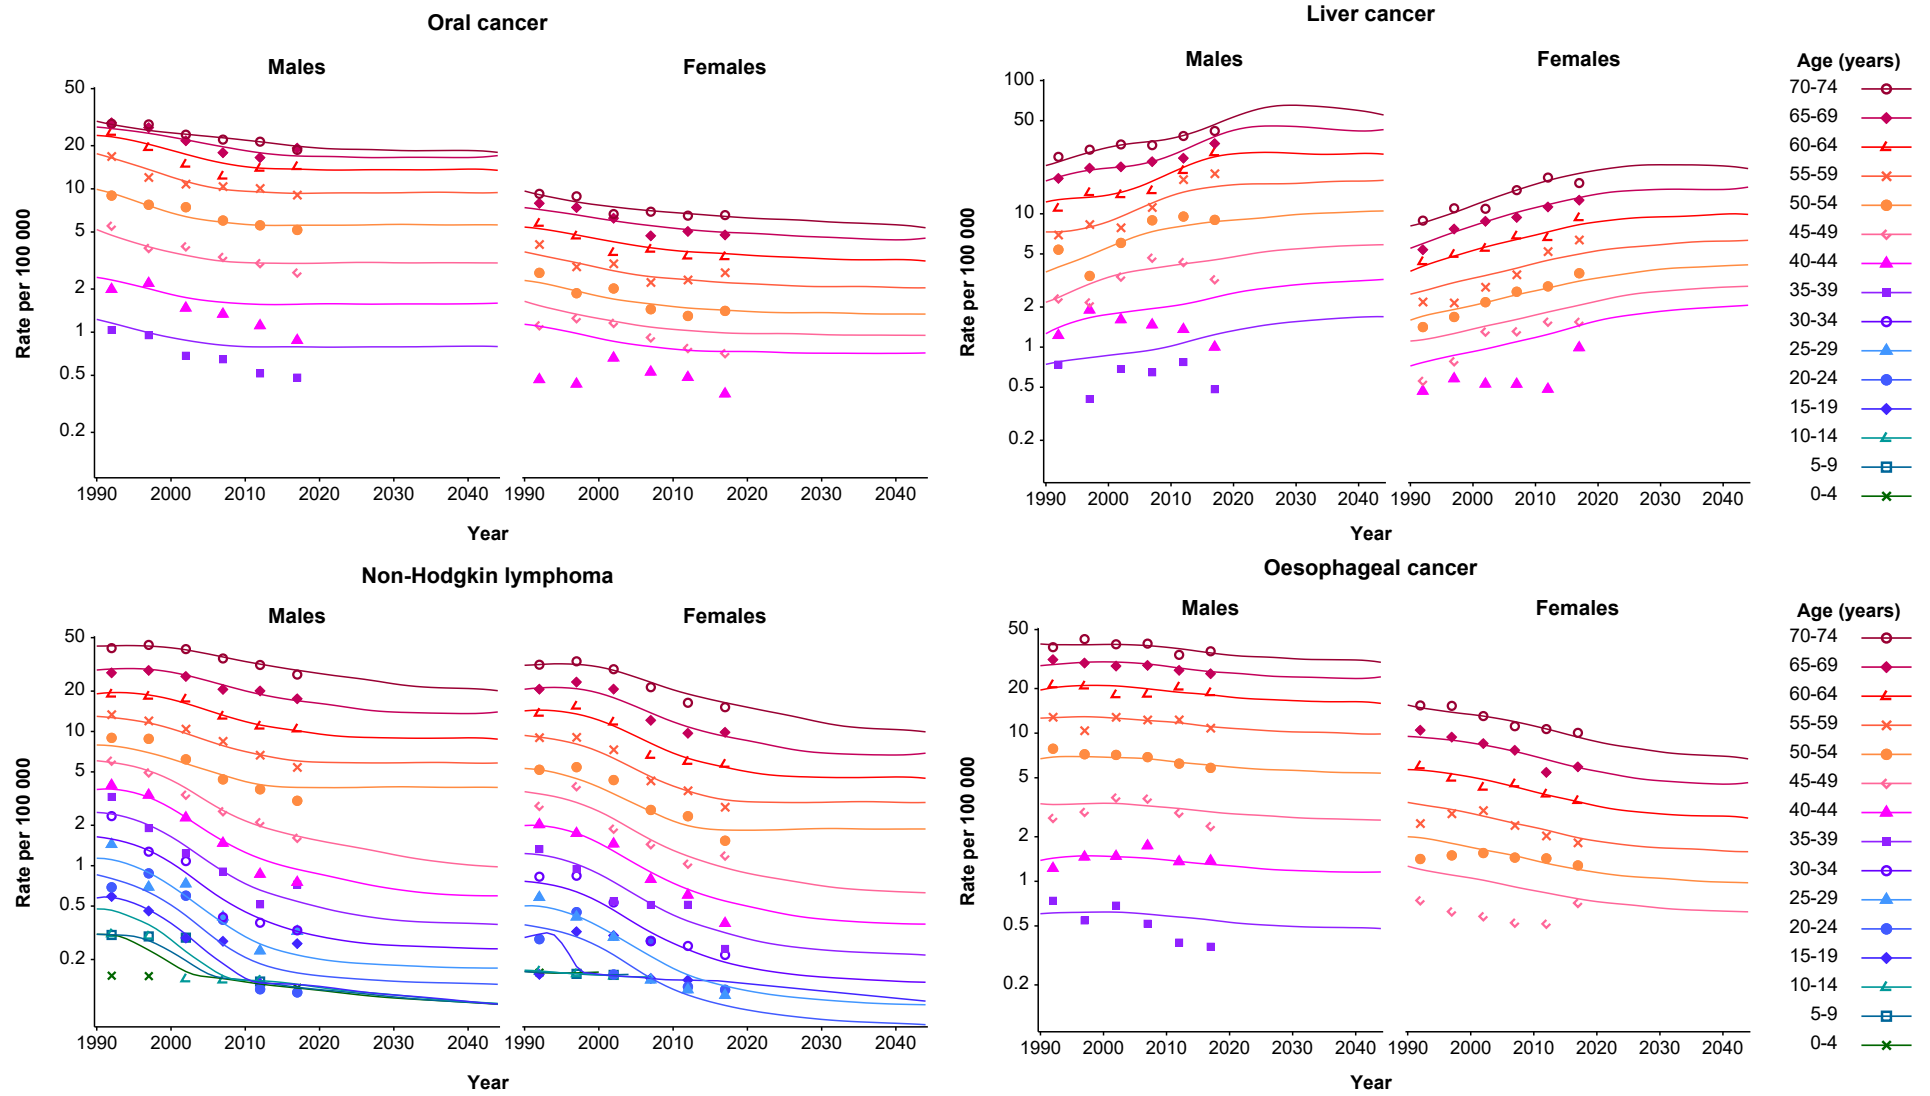 Oral cancer
Males
Females
Rate per 100 000
50
20
10
5
2
1
0.5
0.2
1990 2000 2010 2020 2030 2040
1990 2000 2010 2020 2030 2040
Year
Liver cancer
Males
Females
Rate per 100 000
100
50
10
5
2
1
0.5
0.2
1990 2000 2010 2020 2030 2040
1990 2000 2010 2020 2030 2040
Year
Age (years)
70-74
65-69
60-64
55-59
50-54
45-49
40-44
35-39
30-34
25-29
20-24
15-19
10-14
5-9
0-4
Non-Hodgkin lymphoma
Males
Females
Rate per 100 000
50
20
10
5
2
1
0.5
0.2
1990 2000 2010 2020 2030 2040
1990 2000 2010 2020 2030 2040
Year
Oesophageal cancer
Males
Females
Rate per 100 000
50
20
10
5
2
1
0.5
0.2
1990 2000 2010 2020 2030 2040
1990 2000 2010 2020 2030 2040
Year
Age (years)
70-74
65-69
60-64
55-59
50-54
45-49
40-44
35-39
30-34
25-29
20-24
15-19
10-14
5-9
0-4